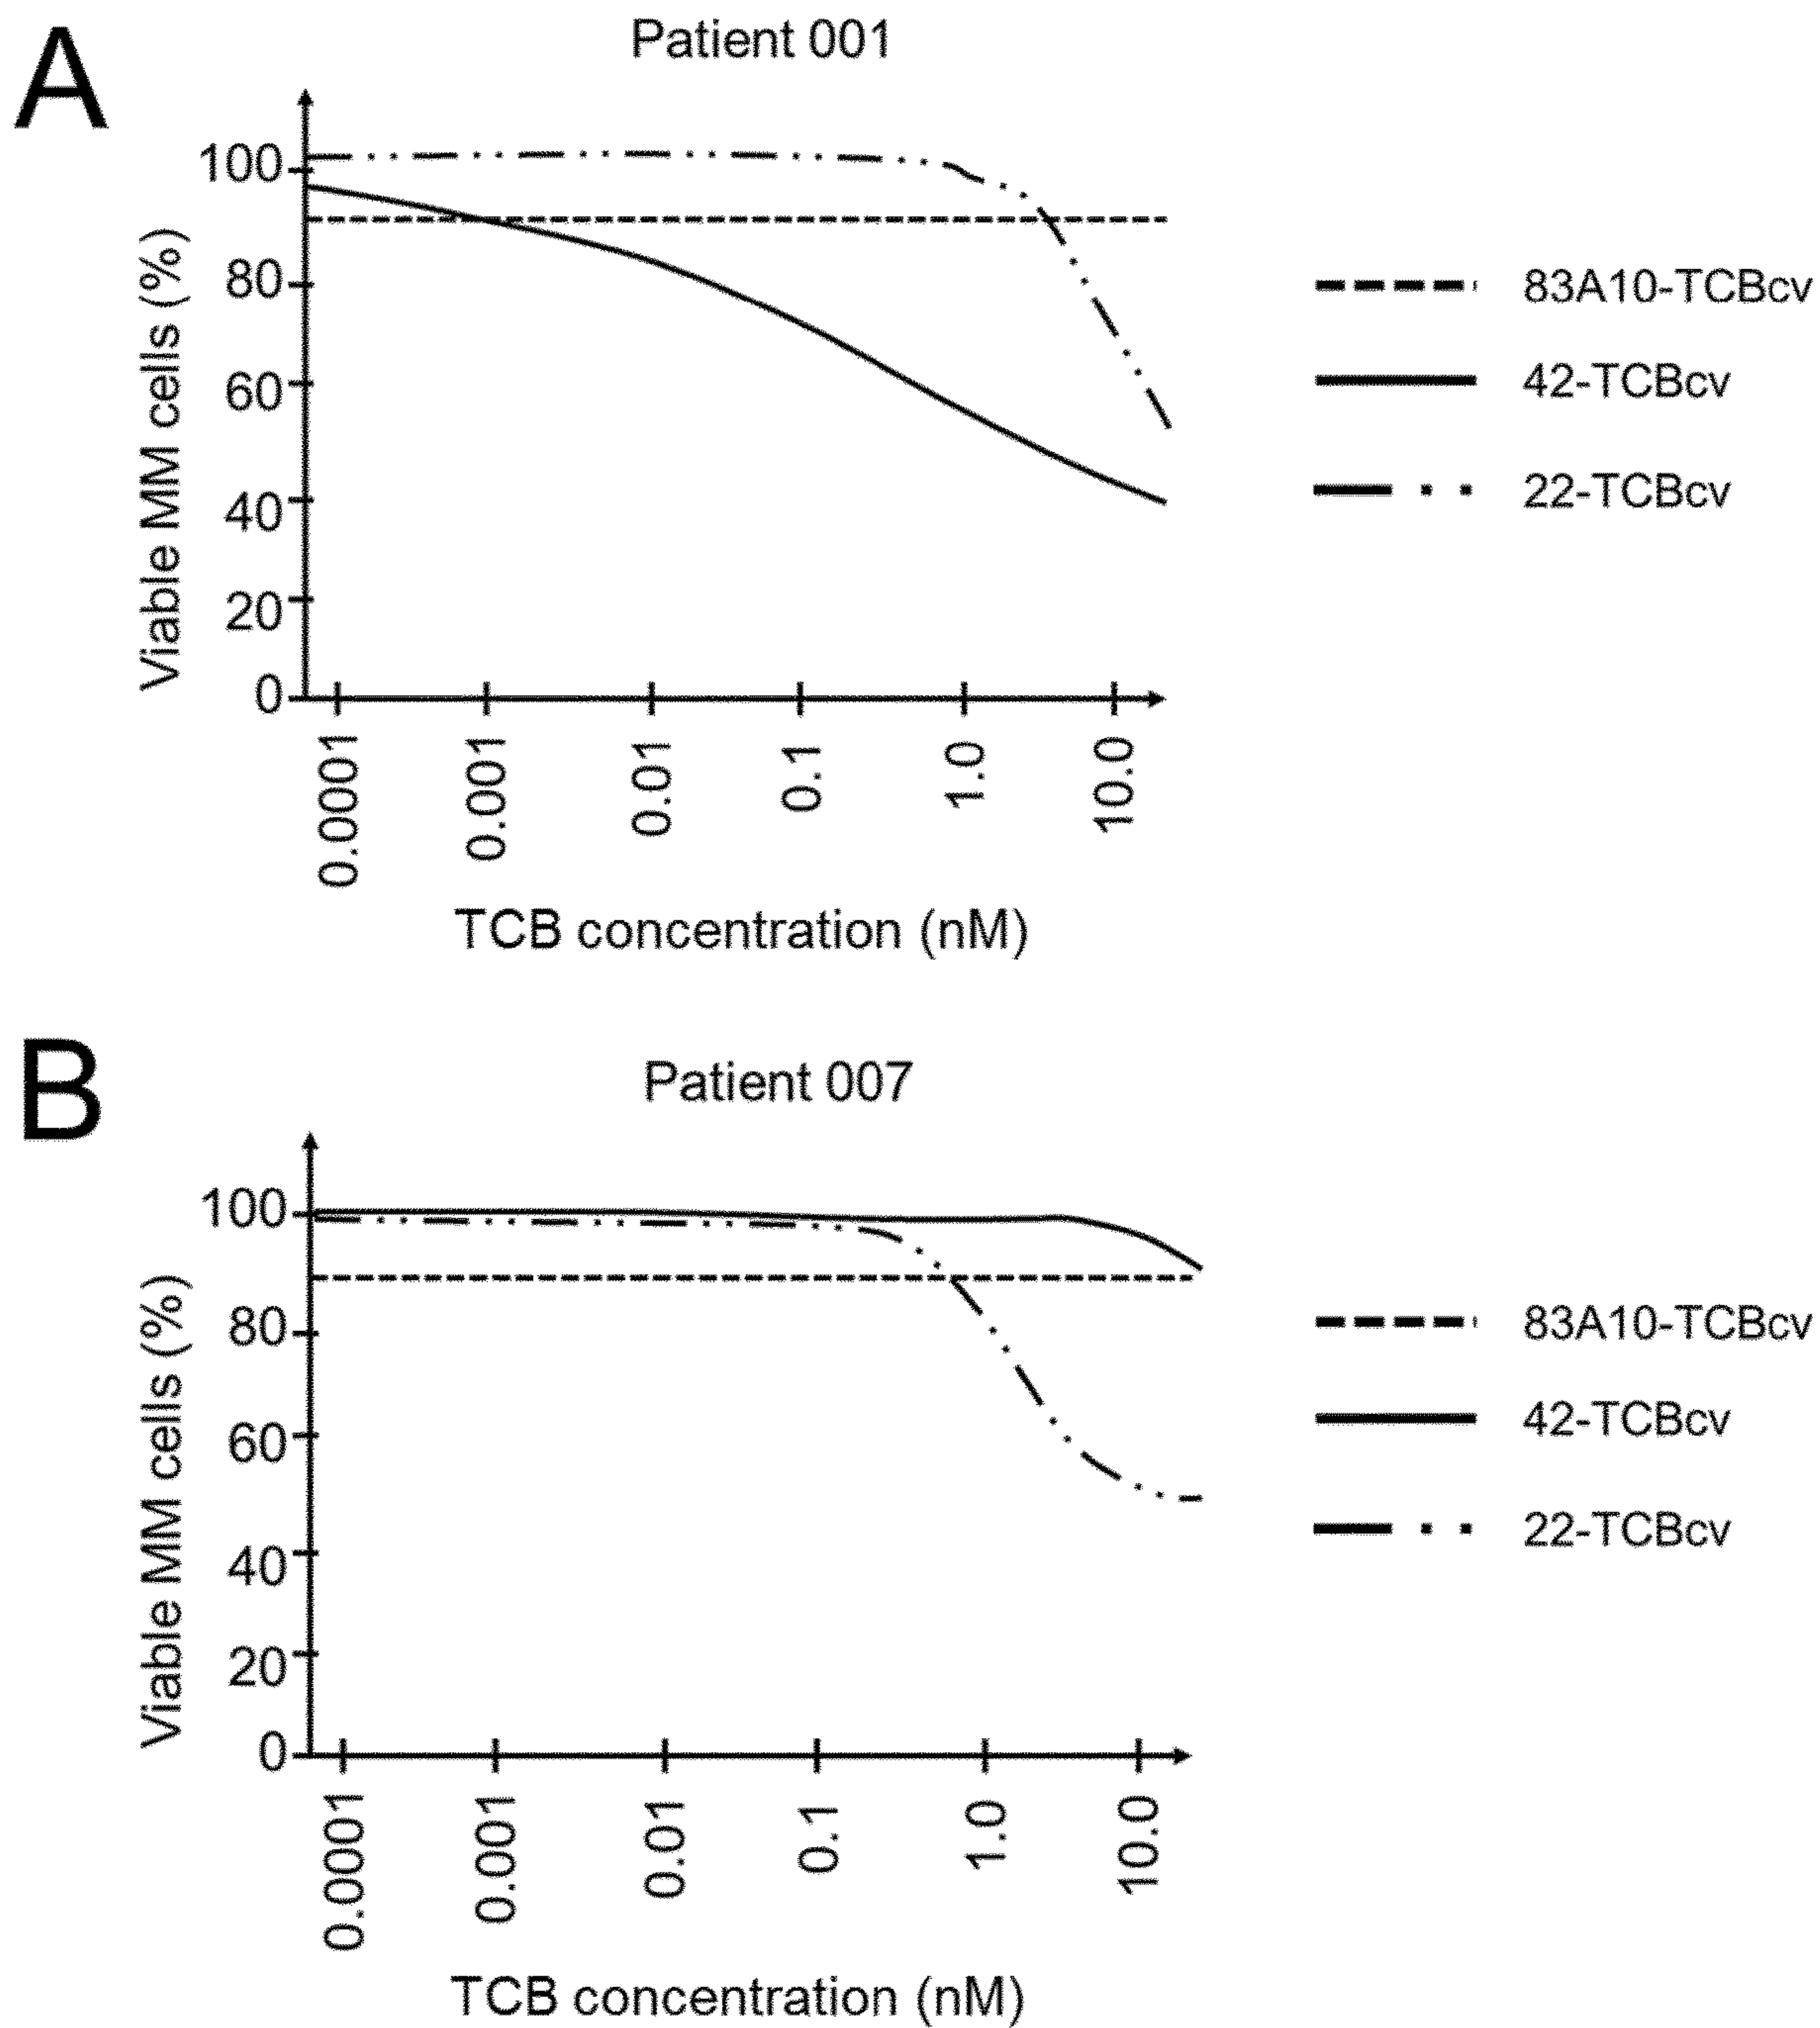 A
Patient 001
Viable MM cells (%)
100
80
60
40
20
0
0.0001
0.001
0.01
0.1
1.0
10.0
TCB concentration (nM)
83A10-TCBcv
42-TCBcv
22-TCBcv
B
Patient 007
Viable MM cells (%)
100
80
60
40
20
0
0.0001
0.001
0.01
0.1
1.0
10.0
TCB concentration (nM)
83A10-TCBcv
42-TCBcv
22-TCBcv